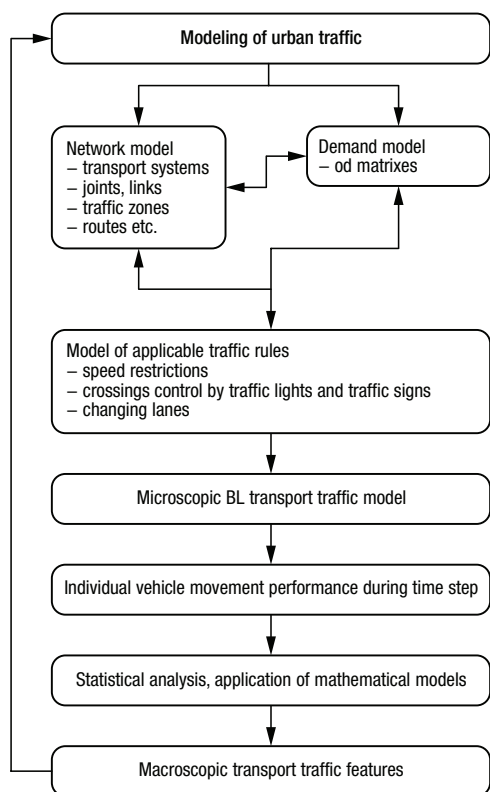 Modeling of urban traffic
Network model
– transport systems
– joints, links
– traffic zones
– routes etc.
Demand model
– od matrixes
Model of applicable traffic rules
– speed restrictions
– crossings control by traffic lights and traffic signs
– changing lanes
Microscopic BL transport traffic model
Individual vehicle movement performance during time step
Statistical analysis, application of mathematical models
Macroscopic transport traffic features